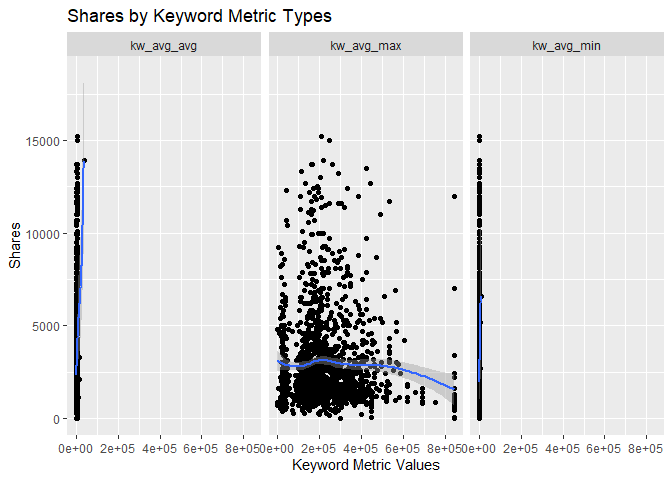 Shares by Keyword Metric Types
kw_avg_avg kw_avg_max kw_avg_min
15000
10000
5000
0
Shares
0e+00 2e+05 4e+05 6e+05 8e+05 0e+00 2e+05 4e+05 6e+05 8e+05 0e+00 2e+05 4e+05 6e+05 8e+05
Keyword Metric Values